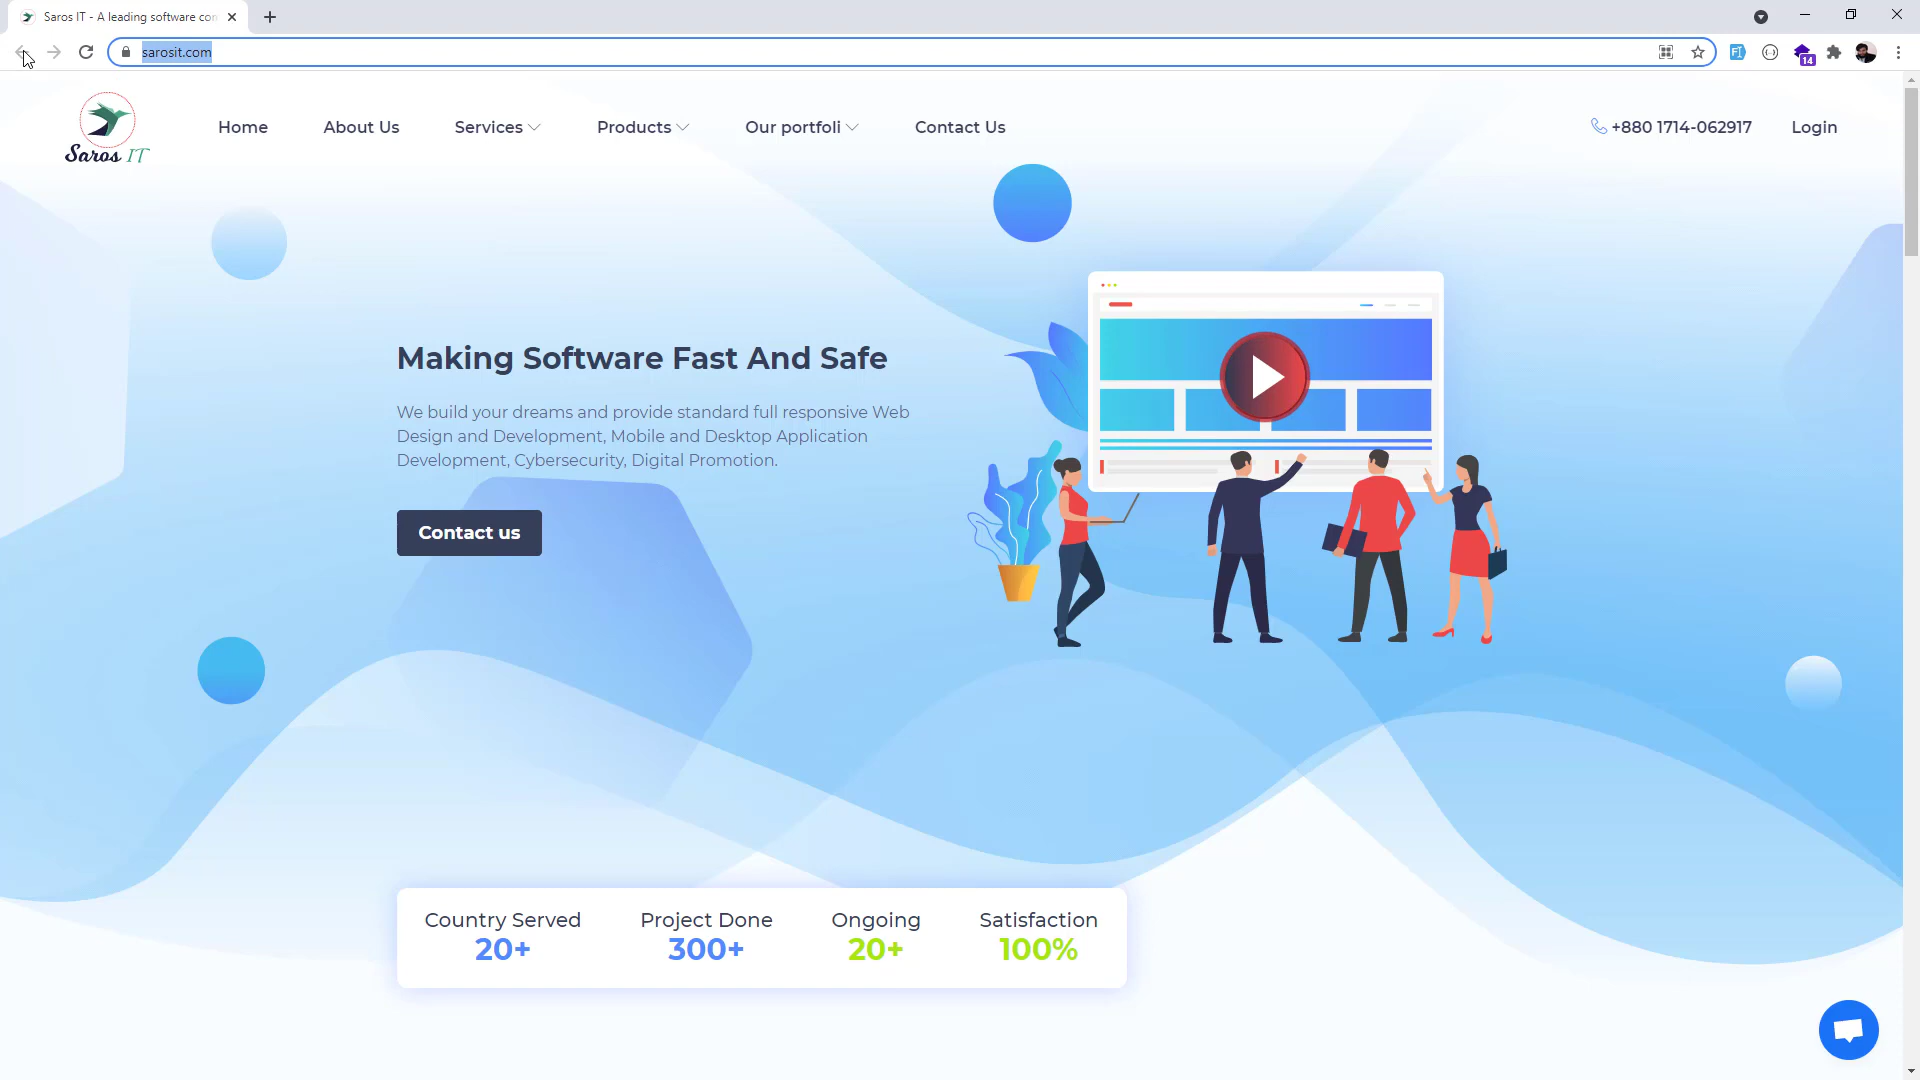 Saros IT - A leading software con
sarosit.com
14
Saros IT
Home
About Us
Services
Products
Our portfoli
Contact Us
+880 1714-062917
Login
Making Software Fast And Safe
We build your dreams and provide standard full responsive Web
Design and Development, Mobile and Desktop Application
Development, Cybersecurity, Digital Promotion.
Contact us
Country Served
20+
Project Done
300+
Ongoing
20+
Satisfaction
100%